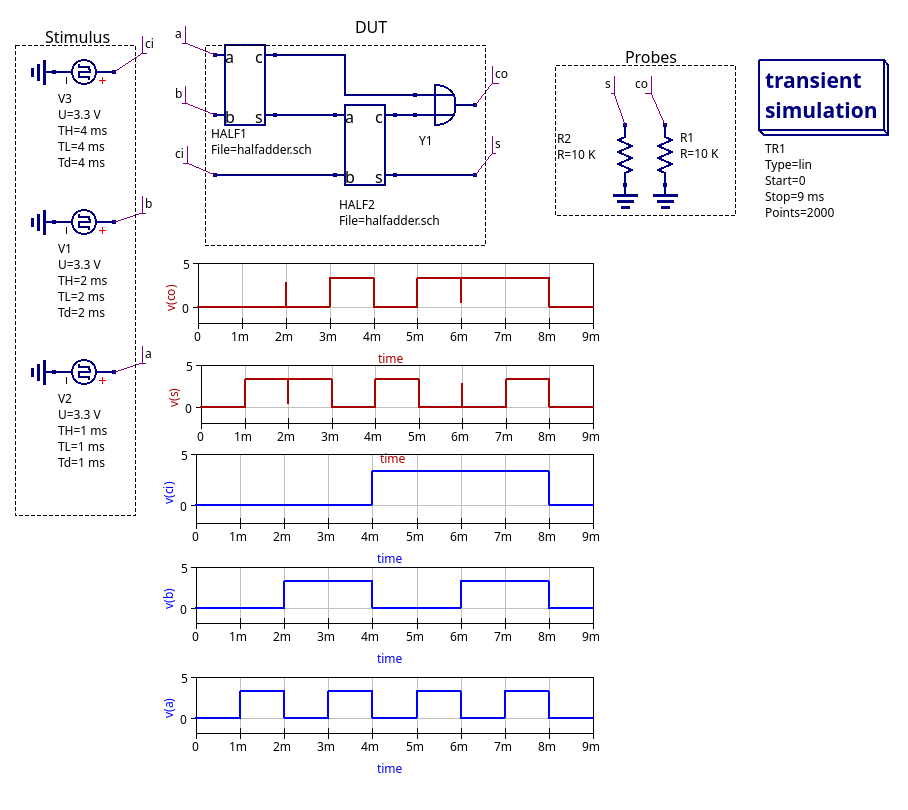 Stimulus
ci
V3
U=3.3 V
TH=4 ms
TL=4 ms
Td=4 ms
b
V1
U=3.3 V
TH=2 ms
TL=2 ms
Td=2 ms
a
V2
U=3.3 V
TH=1 ms
TL=1 ms
Td=1 ms
DUT
a
b
ci
a c
b s
HALF1
File=halfadder.sch
a c
b s
HALF2
File=halfadder.sch
Y1
co
s
Probes
s co
R2
R=10 K
R1
R=10 K
transient
simulation
TR1
Type=lin
Start=0
Stop=9 ms
Points=2000
v(co)
5
0
0 1m 2m 3m 4m 5m 6m 7m 8m 9m
time
v(s)
5
0
0 1m 2m 3m 4m 5m 6m 7m 8m 9m
time
v(ci)
5
0
0 1m 2m 3m 4m 5m 6m 7m 8m 9m
time
v(b)
5
0
0 1m 2m 3m 4m 5m 6m 7m 8m 9m
time
v(a)
5
0
0 1m 2m 3m 4m 5m 6m 7m 8m 9m
time